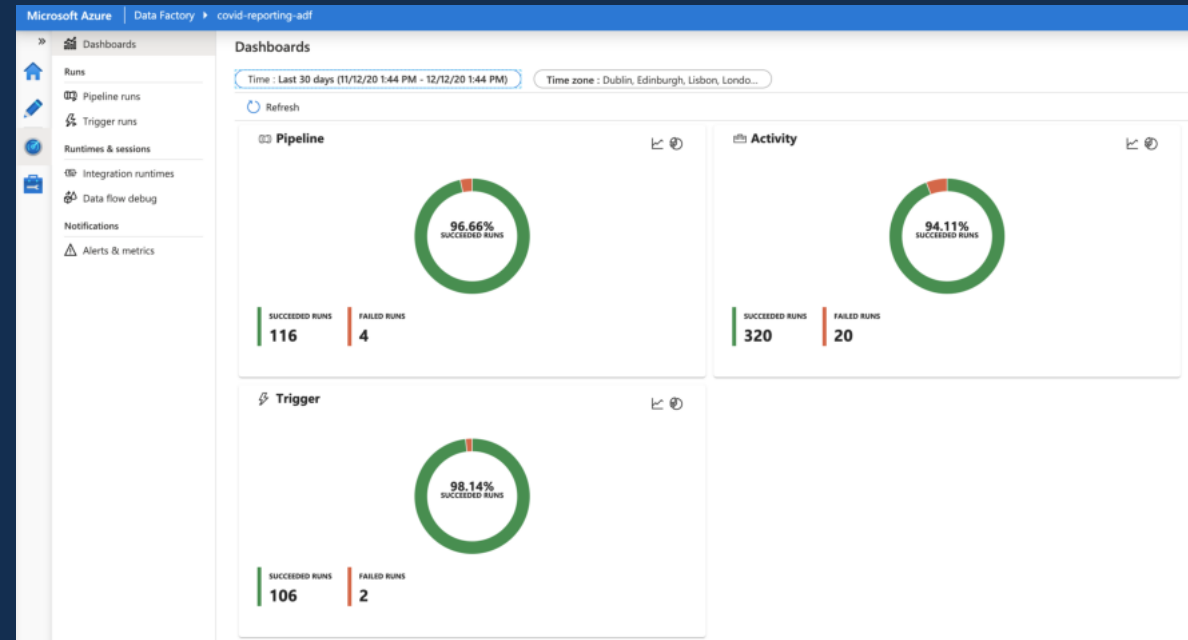 Microsoft Azure Data Factory covid-reporting-adf
Dashboards
Runs
Pipeline runs
Trigger runs
Runtimes & sessions
Integration runtimes
Data flow debug
Notifications
Alerts & metrics
Dashboards
Time : Last 30 days (11/12/20 1:44 PM - 12/12/20 1:44 PM) Time zone : Dublin, Edinburgh, Lisbon, Londo...
Refresh
Pipeline
96.66%
SUCCEEDED RUNS
SUCCEEDED RUNS FAILED RUNS
116 4
Activity
94.11%
SUCCEEDED RUNS
SUCCEEDED RUNS FAILED RUNS
320 20
Trigger
98.14%
SUCCEEDED RUNS
SUCCEEDED RUNS FAILED RUNS
106 2